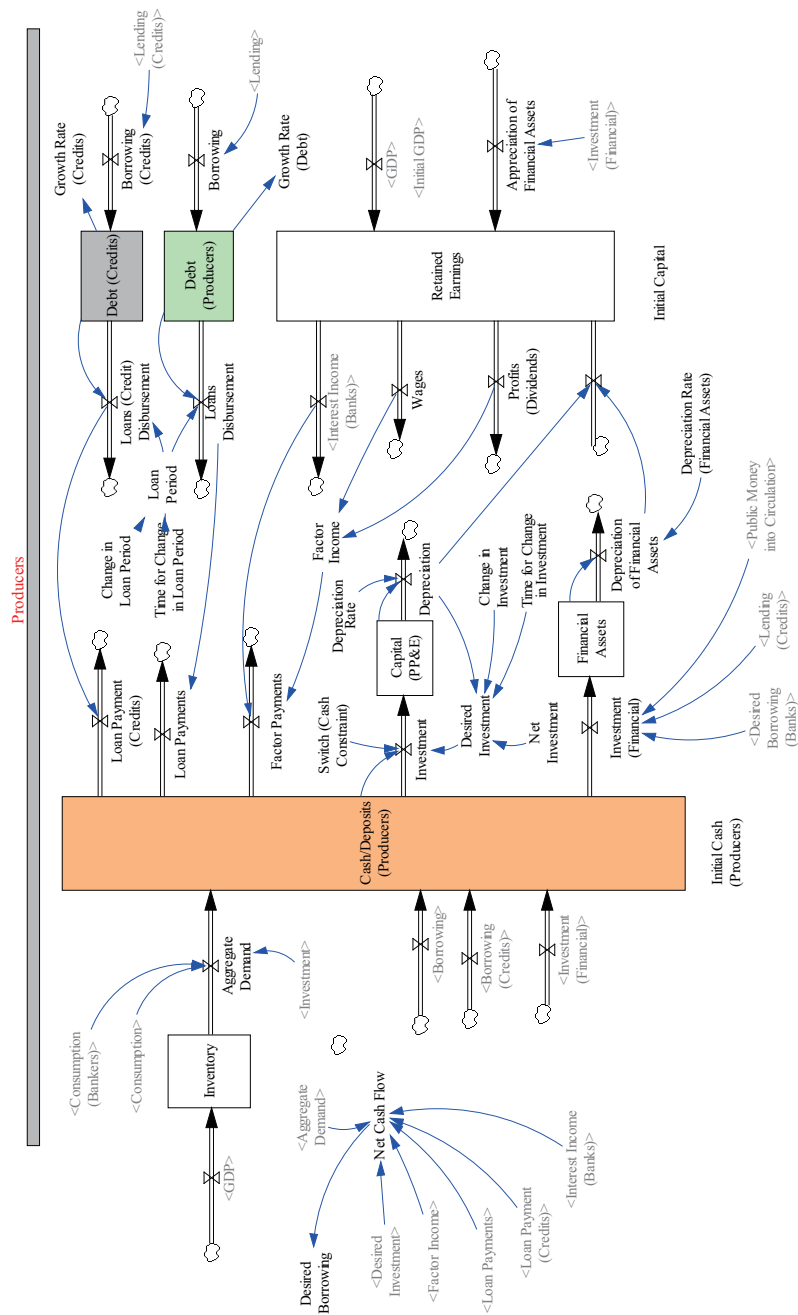 Producers
<Consumption
(Bankers)>
<Consumption>
<GDP>
Inventory
Aggregate
Demand
<Investment>
<Borrowing>
<Borrowing
(Credits)>
<Investment
(Financial)>
<Aggregate
Demand>
Net Cash Flow
Desired
Borrowing
<Desired
Investment>
<Factor Income>
<Loan Payments>
<Loan Payment
(Credits)>
<Interest Income
(Banks)>
Cash/Deposits
(Producers)
Initial Cash
(Producers)
Loan Payment
(Credits)
Loan Payments
Factor Payments
Switch (Cash
Constraint)
Investment
Desired
Investment
Net
Investment
Investment
(Financial)
<Desired
Borrowing
(Banks)>
<Lending
(Credits)>
<Public Money
into Circulation>
Capital
(PP&E)
Depreciation
Rate
Depreciation
Change in
Investment
Time for Change
in Investment
Financial
Assets
Depreciation
of Financial
Assets
Depreciation Rate
(Financial Assets)
Factor
Income
Change in
Loan Period
Time for Change
in Loan Period
Loan
Period
Loans (Credit)
Disbursement
Loans
Disbursement
<Interest Income
(Banks)>
Wages
Profits
(Dividends)
Debt (Credits)
Debt
(Producers)
Retained
Earnings
Initial Capital
Growth Rate
(Credits)
Borrowing
(Credits)
<Lending
(Credits)>
Borrowing
<Lending>
Growth Rate
(Debt)
<GDP>
<Initial GDP>
Appreciation of
Financial Assets
<Investment
(Financial)>